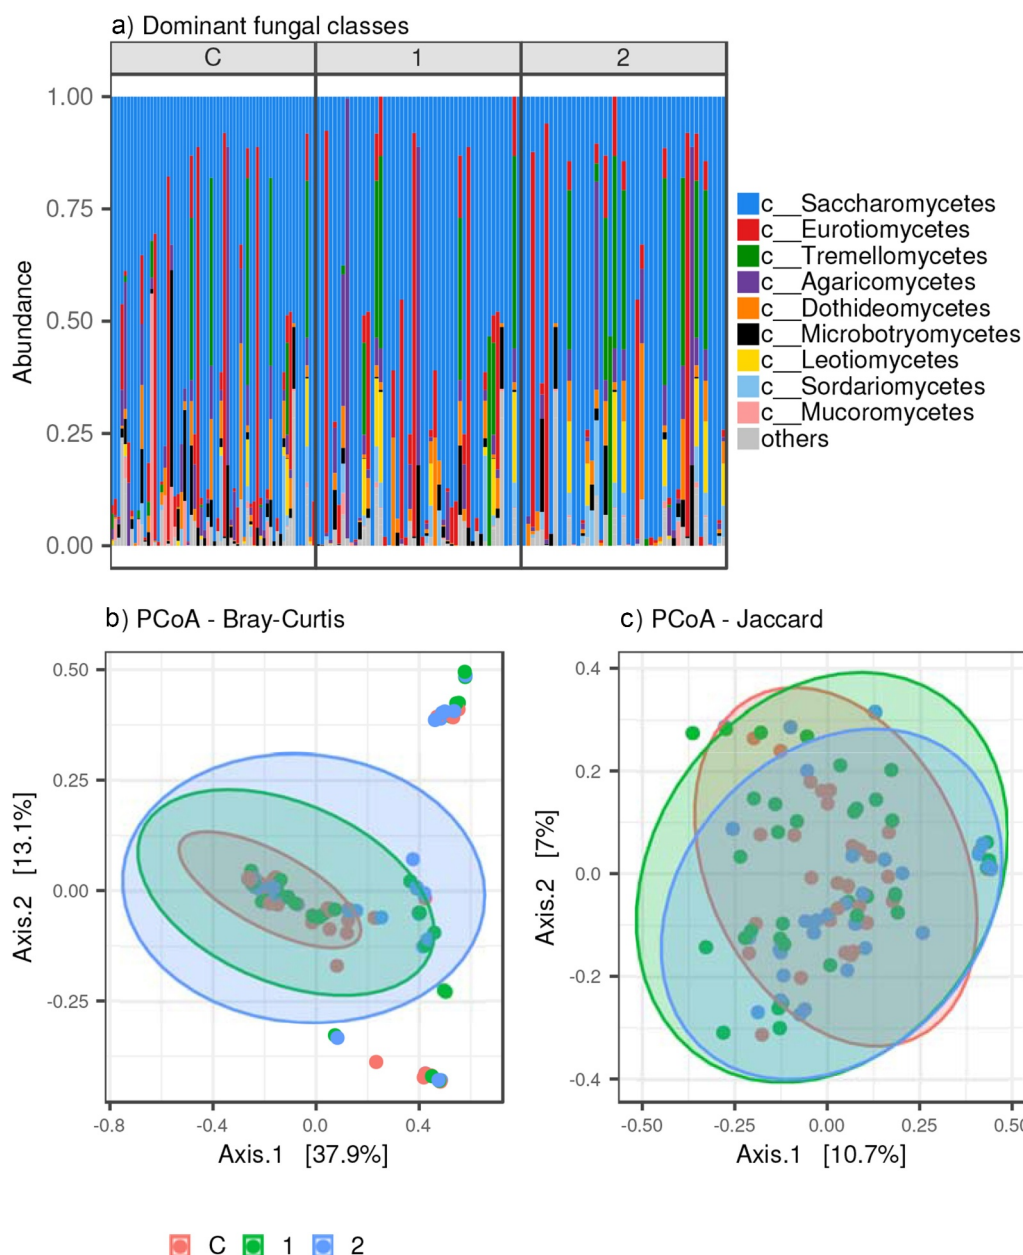 a) Dominant fungal classes
C 1 2
1.00
0.75
0.50
0.25
0.00
Abundance
c__Saccharomycetes
c__Eurotiomycetes
c__Tremellomycetes
c__Agaricomycetes
c__Dothideomycetes
c__Microbotryomycetes
c__Leotiomycetes
c__Sordariomycetes
c__Mucoromycetes
others
b) PCoA - Bray-Curtis
0.50
0.25
0.00
-0.25
Axis.2 [13.1%]
-0.8 -0.4 0.0 0.4
Axis.1 [37.9%]
c) PCoA - Jaccard
0.4
0.2
0.0
-0.2
-0.4
Axis.2 [7%]
-0.50 -0.25 0.00 0.25 0.50
Axis.1 [10.7%]
C 1 2